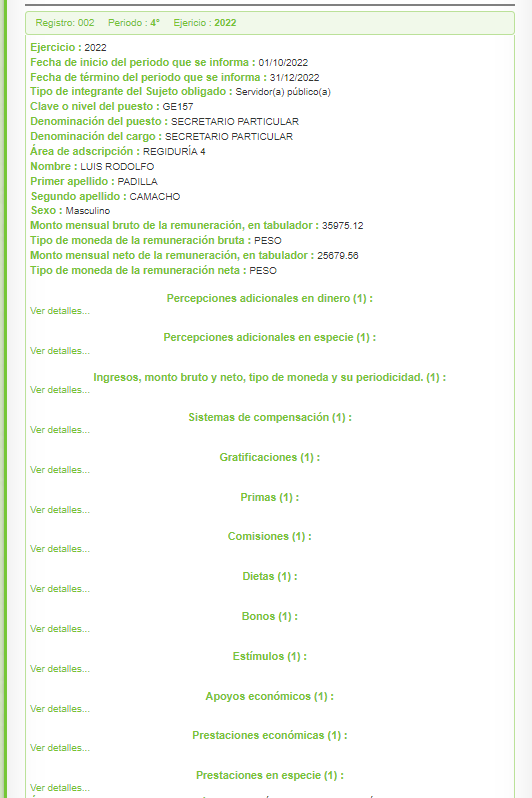 Registro: 002 Periodo : 4° Ejericio : 2022
Ejercicio : 2022
Fecha de inicio del periodo que se informa : 01/10/2022
Fecha de término del periodo que se informa : 31/12/2022
Tipo de integrante del Sujeto obligado : Servidor(a) público(a)
Clave o nivel del puesto : GE157
Denominación del puesto : SECRETARIO PARTICULAR
Denominación del cargo : SECRETARIO PARTICULAR
Área de adscripción : REGIDURÍA 4
Nombre : LUIS RODOLFO
Primer apellido : PADILLA
Segundo apellido : CAMACHO
Sexo : Masculino
Monto mensual bruto de la remuneración, en tabulador : 35975.12
Tipo de moneda de la remuneración bruta : PESO
Monto mensual neto de la remuneración, en tabulador : 25679.56
Tipo de moneda de la remuneración neta : PESO
Percepciones adicionales en dinero (1) :
Ver detalles...
Percepciones adicionales en especie (1) :
Ver detalles...
Ingresos, monto bruto y neto, tipo de moneda y su periodicidad. (1) :
Ver detalles...
Sistemas de compensación (1) :
Ver detalles...
Gratificaciones (1) :
Ver detalles...
Primas (1) :
Ver detalles...
Comisiones (1) :
Ver detalles...
Dietas (1) :
Ver detalles...
Bonos (1) :
Ver detalles...
Estímulos (1) :
Ver detalles...
Apoyos económicos (1) :
Ver detalles...
Prestaciones económicas (1) :
Ver detalles...
Prestaciones en especie (1) :
Ver detalles...